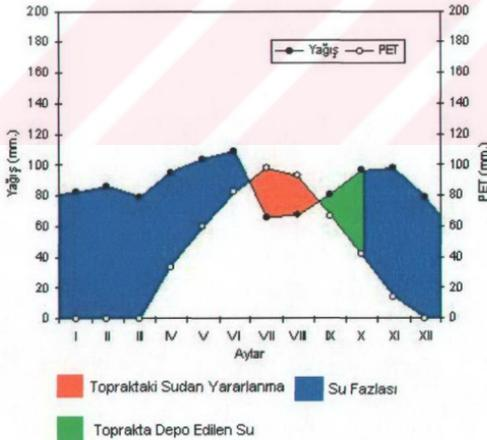 200
180
160
140
120
100
80
60
40
20
0
Yağış (mm.)
Yağış
PET
200
180
160
140
120
100
80
60
40
20
0
PET (mm.)
I II III IV V VI VII VIII IX X XI XII
Aylar
Topraktaki Sudan Yararlanma
Su Fazlası
Toprakta Depo Edilen Su